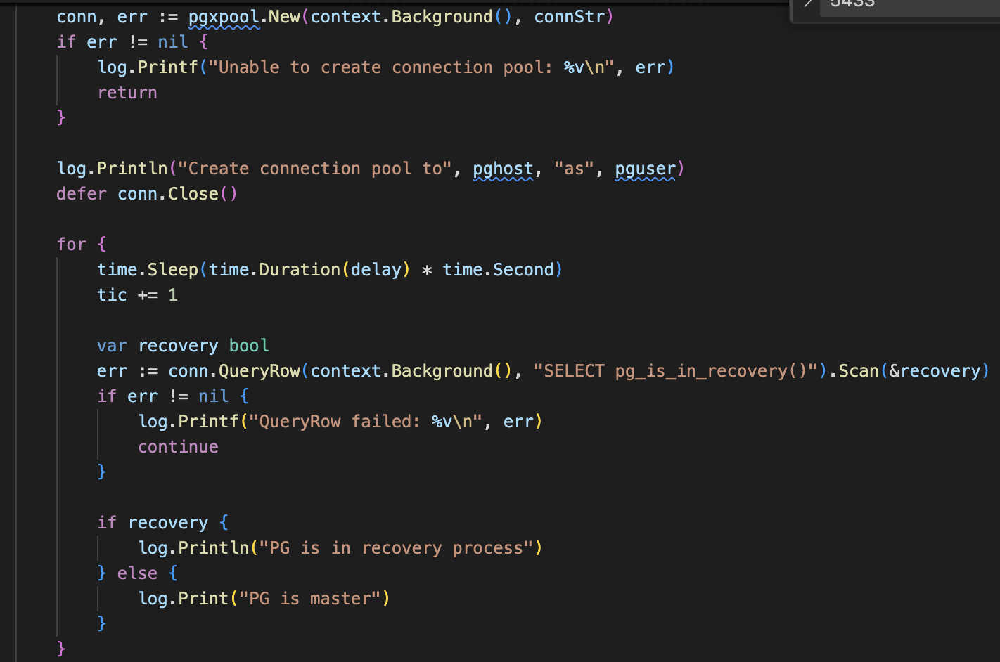 5433
conn, err := pgxpool.New(context.Background(), connStr)
if err != nil {
    log.Printf("Unable to create connection pool: %v\n", err)
    return
}

log.Println("Create connection pool to", pghost, "as", pguser)
defer conn.Close()

for {
    time.Sleep(time.Duration(delay) * time.Second)
    tic += 1

    var recovery bool
    err := conn.QueryRow(context.Background(), "SELECT pg_is_in_recovery()").Scan(&recovery)
    if err != nil {
        log.Printf("QueryRow failed: %v\n", err)
        continue
    }

    if recovery {
        log.Println("PG is in recovery process")
    } else {
        log.Print("PG is master")
    }
}